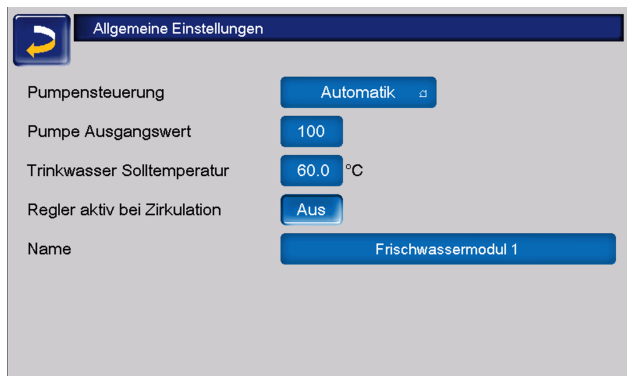 Allgemeine Einstellungen
Pumpensteuerung Automatik
Pumpe Ausgangswert 100
Trinkwasser Solltemperatur 60.0 °C
Regler aktiv bei Zirkulation Aus
Name Frischwassermodul 1